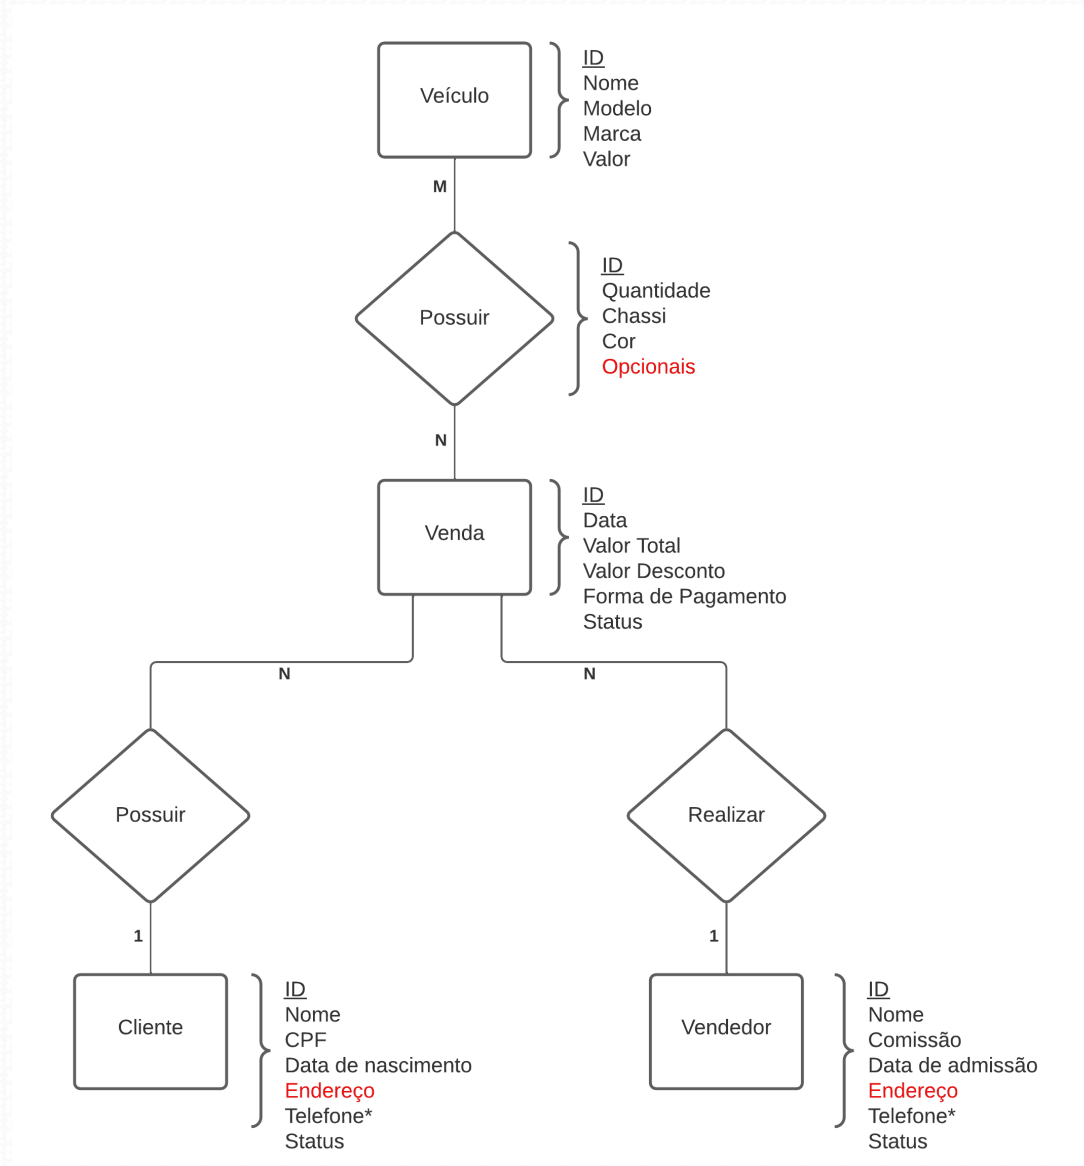 Veículo
ID
Nome
Modelo
Marca
Valor
M
Possuir
ID
Quantidade
Chassi
Cor
Opcionais
N
Venda
ID
Data
Valor Total
Valor Desconto
Forma de Pagamento
Status
N
N
Possuir
Realizar
1
1
Cliente
ID
Nome
CPF
Data de nascimento
Endereço
Telefone*
Status
Vendedor
ID
Nome
Comissão
Data de admissão
Endereço
Telefone*
Status